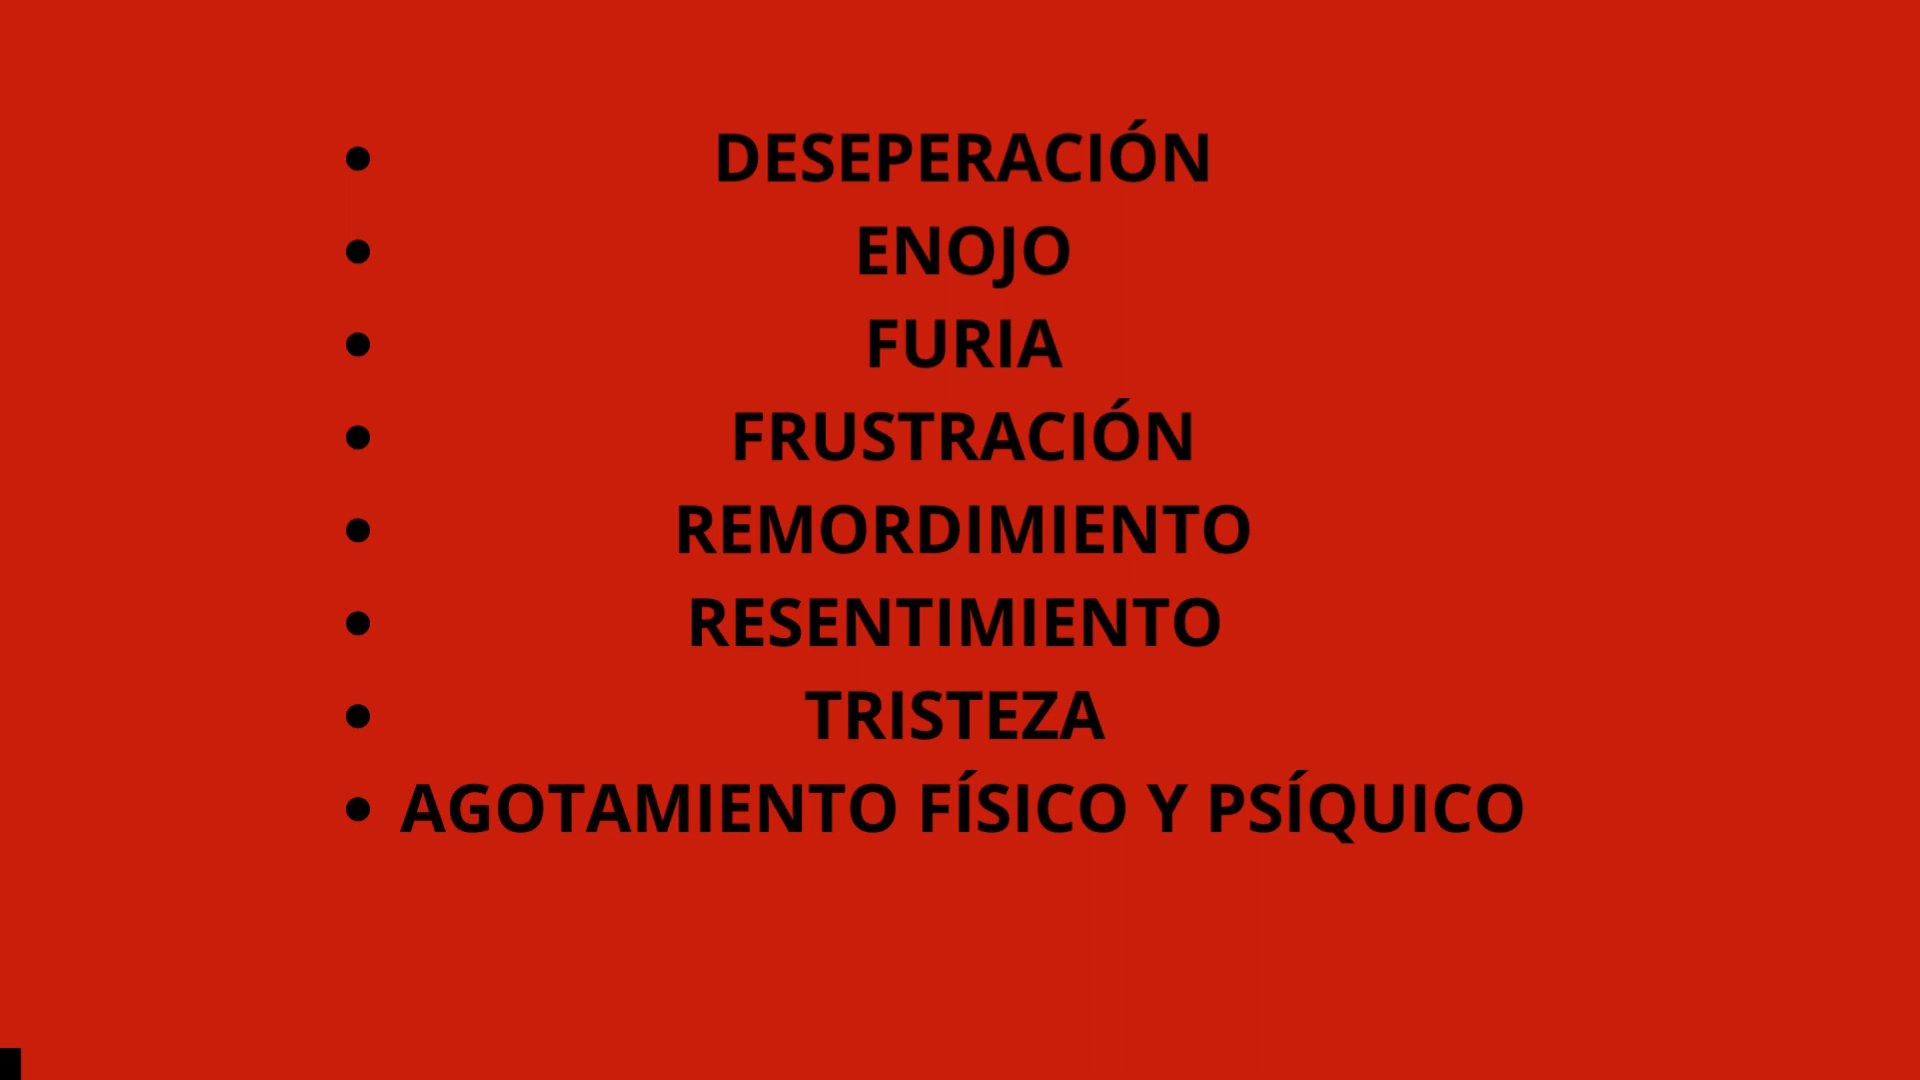 • DESEPERACIÓN
• ENOJO
• FURIA
• FRUSTRACIÓN
• REMORDIMIENTO
• RESENTIMIENTO
• TRISTEZA
• AGOTAMIENTO FÍSICO Y PSÍQUICO